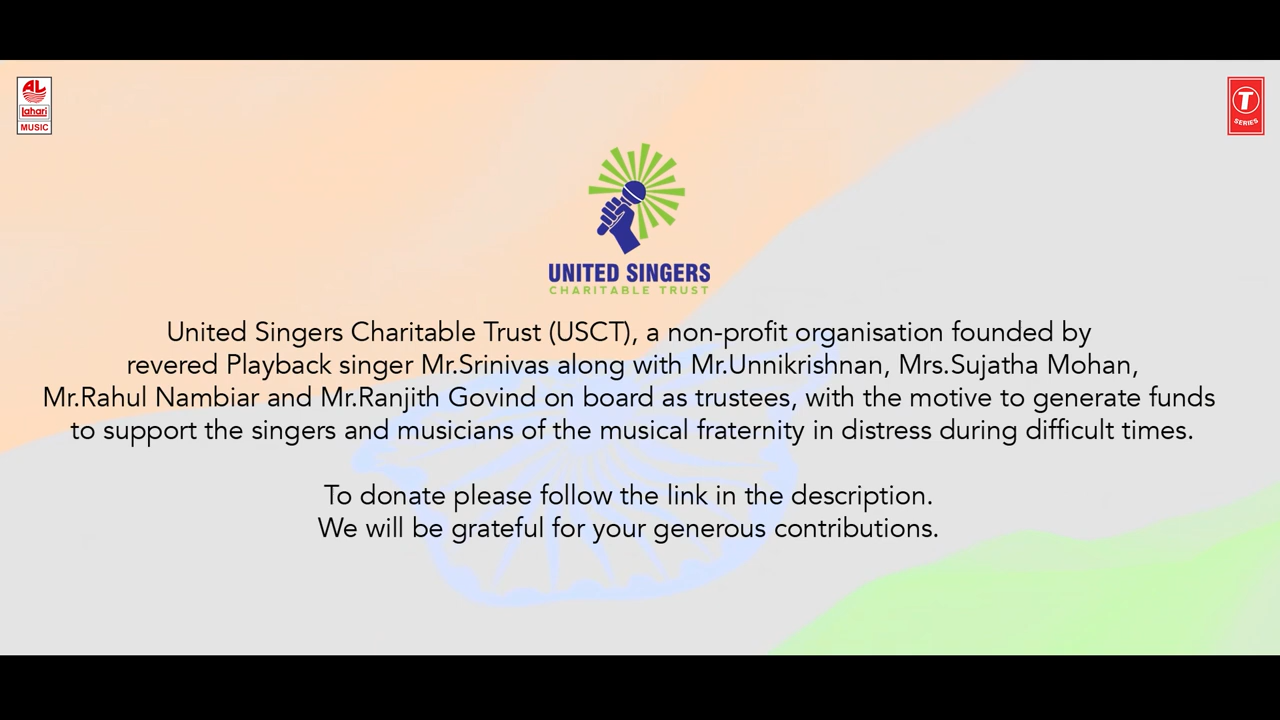 AL
lahari
MUSIC
T
SERIES
UNITED SINGERS
CHARITABLE TRUST
United Singers Charitable Trust (USCT), a non-profit organisation founded by
revered Playback singer Mr.Srinivas along with Mr.Unnikrishnan, Mrs.Sujatha Mohan,
Mr.Rahul Nambiar and Mr.Ranjith Govind on board as trustees, with the motive to generate funds
to support the singers and musicians of the musical fraternity in distress during difficult times.
To donate please follow the link in the description.
We will be grateful for your generous contributions.